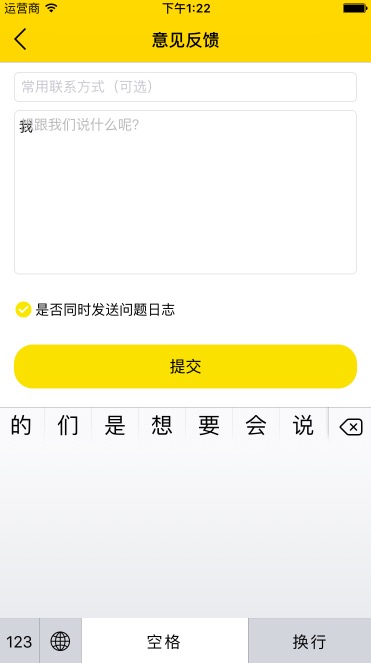 运营商 下午1:22
意见反馈
常用联系方式（可选）
我跟我们说什么呢?
是否同时发送问题日志
提交
的 们 是 想 要 会 说
123 空格 换行